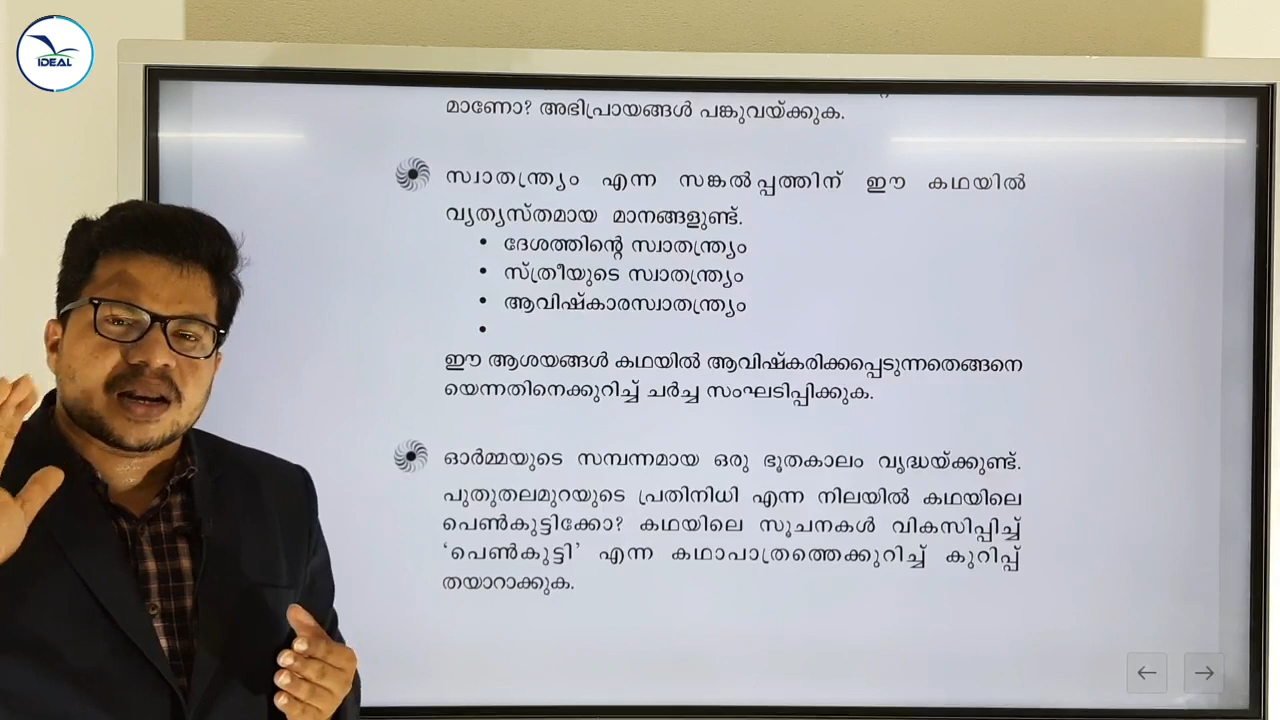 IDEAL
മാണോ? അഭിപ്രായങ്ങൾ പങ്കുവയ്ക്കുക.
സ്വാതന്ത്ര്യം എന്ന സങ്കൽപ്പത്തിന് ഈ കഥയിൽ
വ്യത്യസ്തമായ മാനങ്ങളുണ്ട്.
• ദേശത്തിന്റെ സ്വാതന്ത്ര്യം
• സ്ത്രീയുടെ സ്വാതന്ത്ര്യം
• ആവിഷ്കാരസ്വാതന്ത്ര്യം
•
ഈ ആശയങ്ങൾ കഥയിൽ ആവിഷ്കരിക്കപ്പെടുന്നതെങ്ങനെ
യെന്നതിനെക്കുറിച്ച് ചർച്ച സംഘടിപ്പിക്കുക.
ഓർമ്മയുടെ സമ്പന്നമായ ഒരു ഭൂതകാലം വൃദ്ധയ്ക്കുണ്ട്.
പുതുതലമുറയുടെ പ്രതിനിധി എന്ന നിലയിൽ കഥയിലെ
പെൺകുട്ടിക്കോ? കഥയിലെ സൂചനകൾ വികസിപ്പിച്ച്
‘പെൺകുട്ടി’ എന്ന കഥാപാത്രത്തെക്കുറിച്ച് കുറിപ്പ്
തയാറാക്കുക.